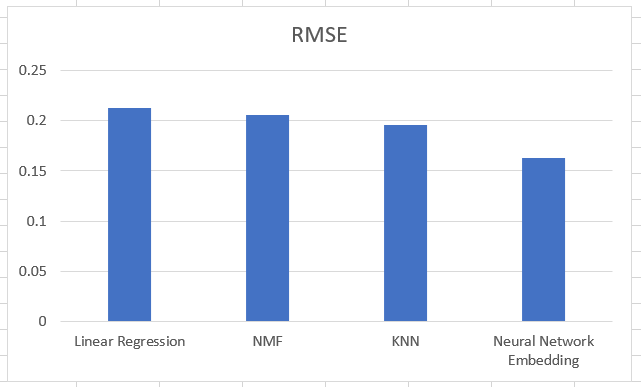 RMSE
0.25
0.2
0.15
0.1
0.05
0
Linear Regression
NMF
KNN
Neural Network
Embedding